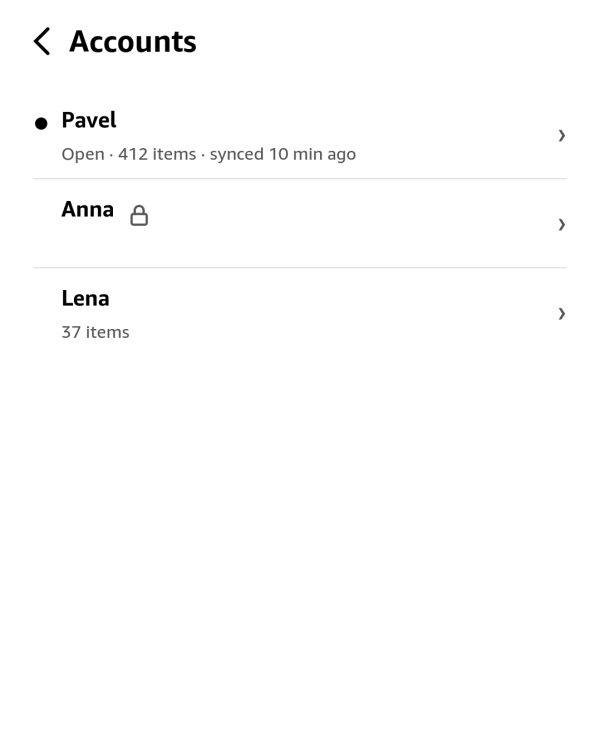 Accounts
Pavel
Open · 412 items · synced 10 min ago
Anna
Lena
37 items